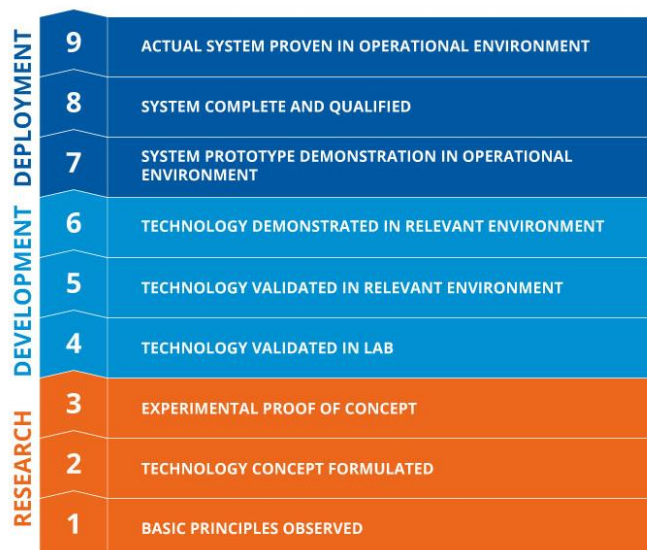 DEPLOYMENT
9
ACTUAL SYSTEM PROVEN IN OPERATIONAL ENVIRONMENT
8
SYSTEM COMPLETE AND QUALIFIED
7
SYSTEM PROTOTYPE DEMONSTRATION IN OPERATIONAL
ENVIRONMENT
DEVELOPMENT
6
TECHNOLOGY DEMONSTRATED IN RELEVANT ENVIRONMENT
5
TECHNOLOGY VALIDATED IN RELEVANT ENVIRONMENT
4
TECHNOLOGY VALIDATED IN LAB
RESEARCH
3
EXPERIMENTAL PROOF OF CONCEPT
2
TECHNOLOGY CONCEPT FORMULATED
1
BASIC PRINCIPLES OBSERVED